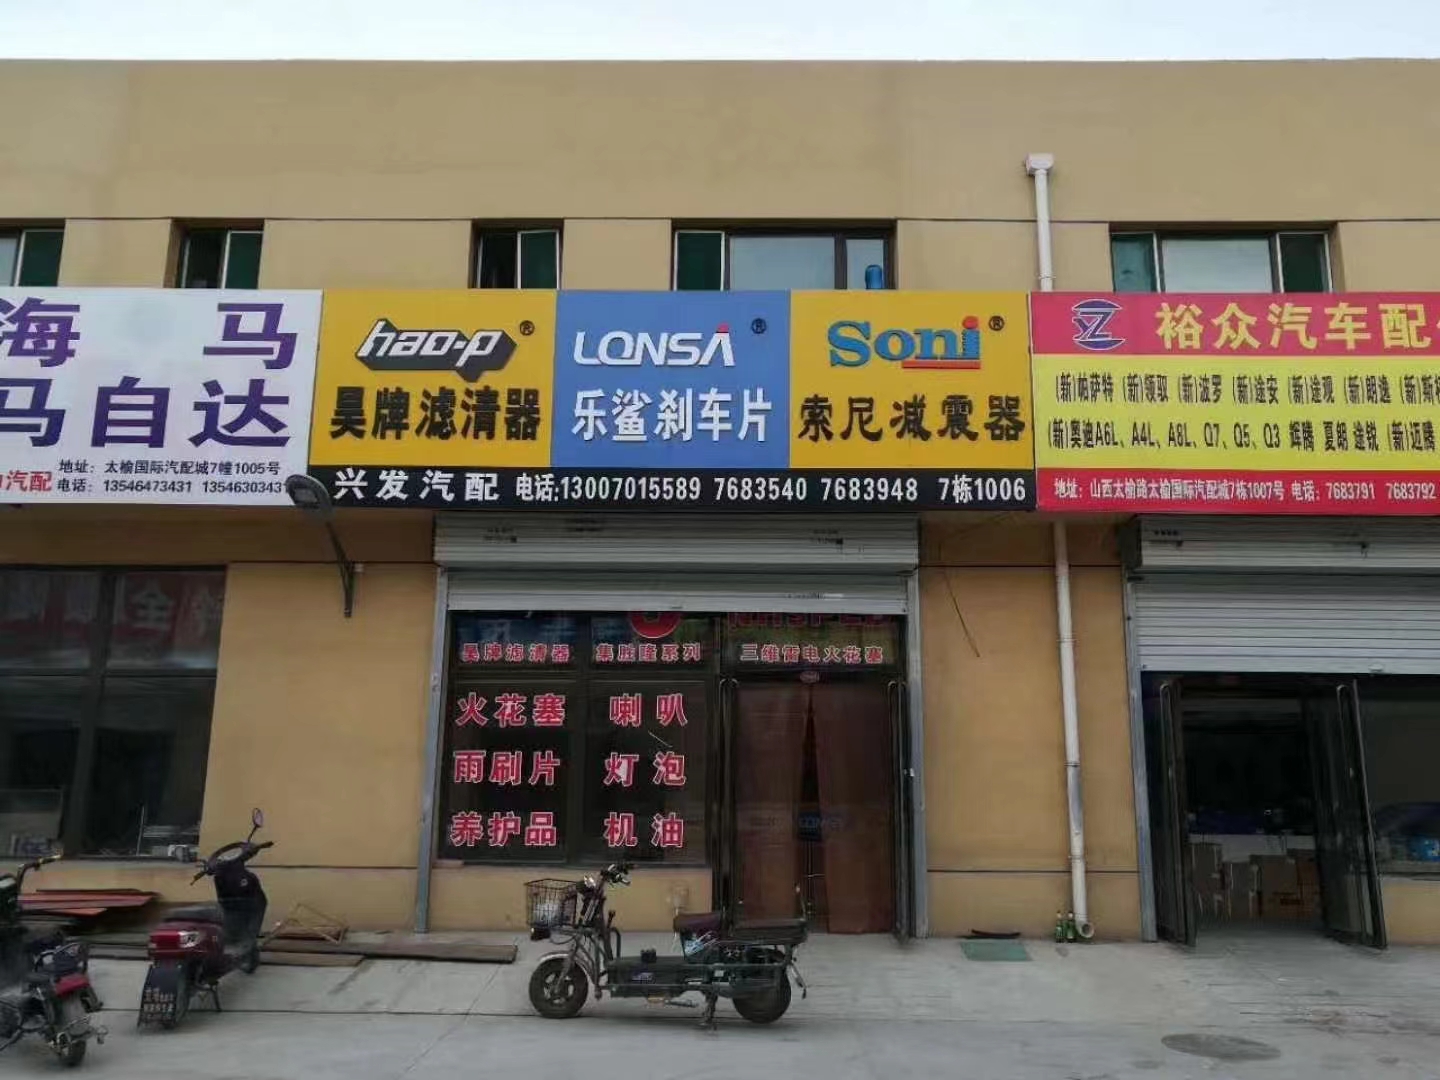 海 马
马自达
汽配
地址：太榆国际汽配城7幢1005号
电话：13546473431 13546303431
hao-p®
昊牌滤清器
LONSA®
乐鲨刹车片
Soni®
索尼减震器
兴发汽配 电话:13007015589 7683540 7683948 7栋1006
裕众汽车配
(新)帕萨特 (新)领驭 (新)波罗 (新)途安 (新)途观 (新)朗逸 (新)斯
(新)奥迪A6L、A4L、A8L、Q7、Q5、Q3 辉腾 夏朗 途锐 (新)迈腾
地址：山西太榆路太榆国际汽配城7栋1007号 电话：7683791 7683792
昊牌滤清器 集胜隆系列 三维雷电火花塞
火花塞 喇叭
雨刷片 灯泡
养护品 机油